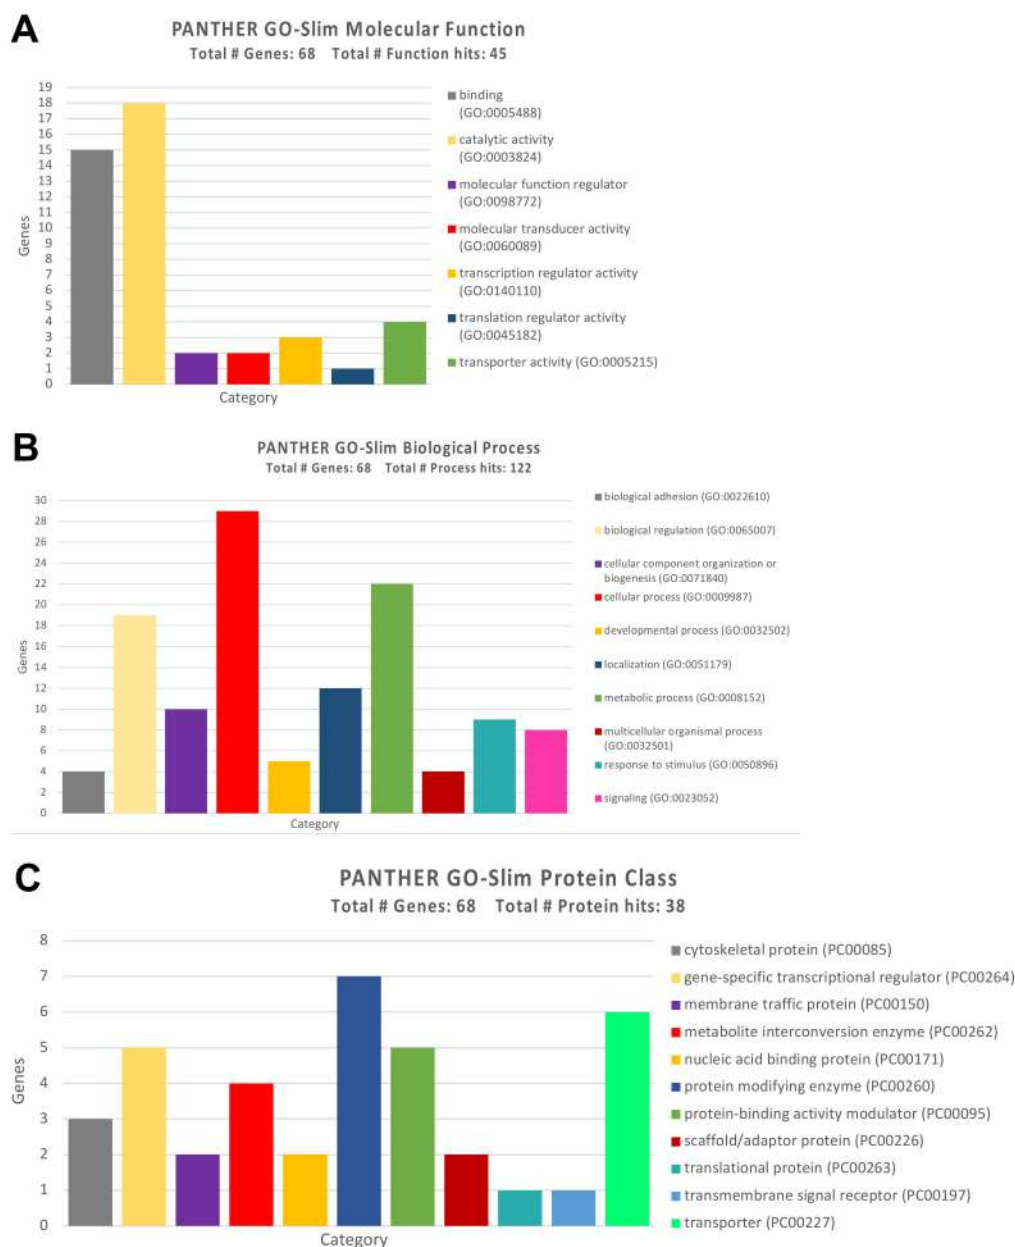 A
PANTHER GO-Slim Molecular Function
Total # Genes: 68 Total # Function hits: 45
19
18
17
16
15
14
13
12
11
10
9
8
7
6
5
4
3
2
1
0
Genes
Category
binding
(GO:0005488)
catalytic activity
(GO:0003824)
molecular function regulator
(GO:0098772)
molecular transducer activity
(GO:0060089)
transcription regulator activity
(GO:0140110)
translation regulator activity
(GO:0045182)
transporter activity (GO:0005215)
B
PANTHER GO-Slim Biological Process
Total # Genes: 68 Total # Process hits: 122
30
28
26
24
22
20
18
16
14
12
10
8
6
4
2
0
Genes
Category
biological adhesion (GO:0022610)
biological regulation (GO:0065007)
cellular component organization or
biogenesis (GO:0071840)
cellular process (GO:0009987)
developmental process (GO:0032502)
localization (GO:0051179)
metabolic process (GO:0008152)
multicellular organismal process
(GO:0032501)
response to stimulus (GO:0050896)
signaling (GO:0023052)
C
PANTHER GO-Slim Protein Class
Total # Genes: 68 Total # Protein hits: 38
8
7
6
5
4
3
2
1
0
Genes
Category
cytoskeletal protein (PC00085)
gene-specific transcriptional regulator (PC00264)
membrane traffic protein (PC00150)
metabolite interconversion enzyme (PC00262)
nucleic acid binding protein (PC00171)
protein modifying enzyme (PC00260)
protein-binding activity modulator (PC00095)
scaffold/adaptor protein (PC00226)
translational protein (PC00263)
transmembrane signal receptor (PC00197)
transporter (PC00227)